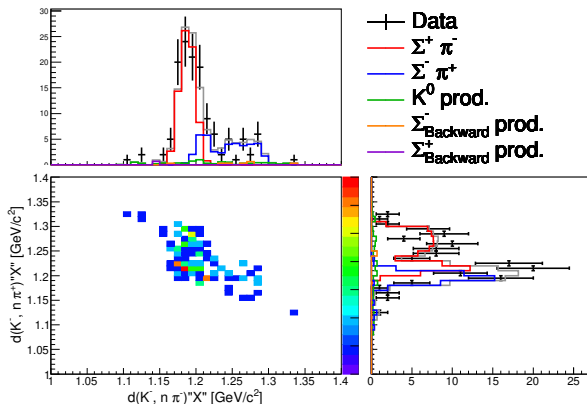 30
25
20
15
10
5
0
Data
Σ⁺ π⁻
Σ⁻ π⁺
K⁰ prod.
Σ⁻Backward prod.
Σ⁺Backward prod.
1.4
1.35
1.3
1.25
1.2
1.15
1.1
1.05
1
d(K⁻, n π⁺)"X" [GeV/c²]
1 1.05 1.1 1.15 1.2 1.25 1.3 1.35 1.4
d(K⁻, n π⁻)"X" [GeV/c²]
0 5 10 15 20 25